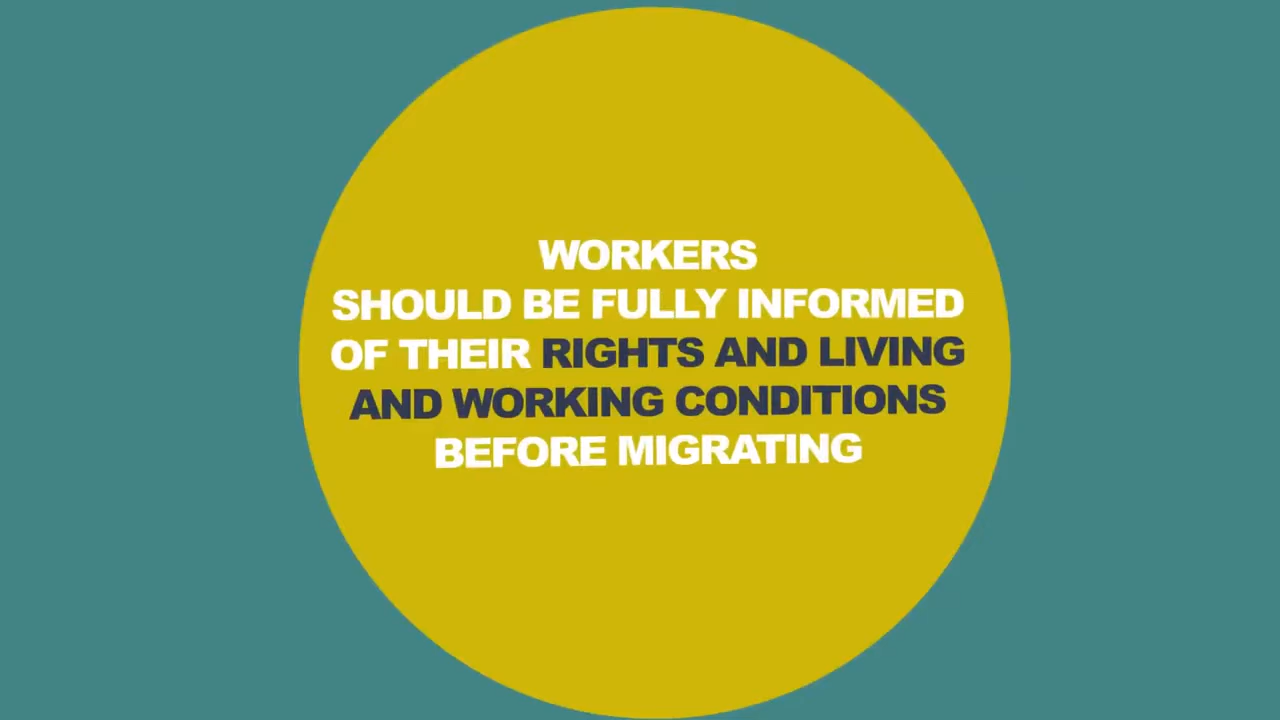 WORKERS
SHOULD BE FULLY INFORMED
OF THEIR RIGHTS AND LIVING
AND WORKING CONDITIONS
BEFORE MIGRATING